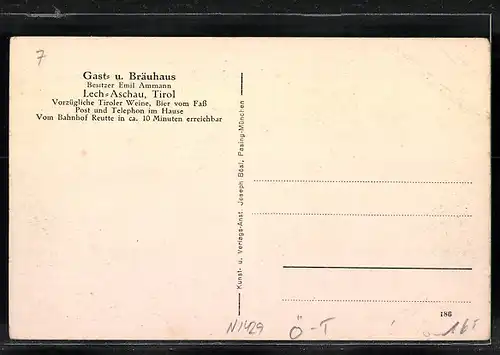 7
Gast= u. Bräuhaus
Besitzer Emil Ammann
Lech=Aschau, Tirol
Vorzügliche Tiroler Weine, Bier vom Faß
Post und Telephon im Hause
Vom Bahnhof Reutte in ca. 10 Minuten erreichbar
Kunst- u. Verlags-Anst. Joseph Bösl, Pasing-München
186
N1429 Ö-T